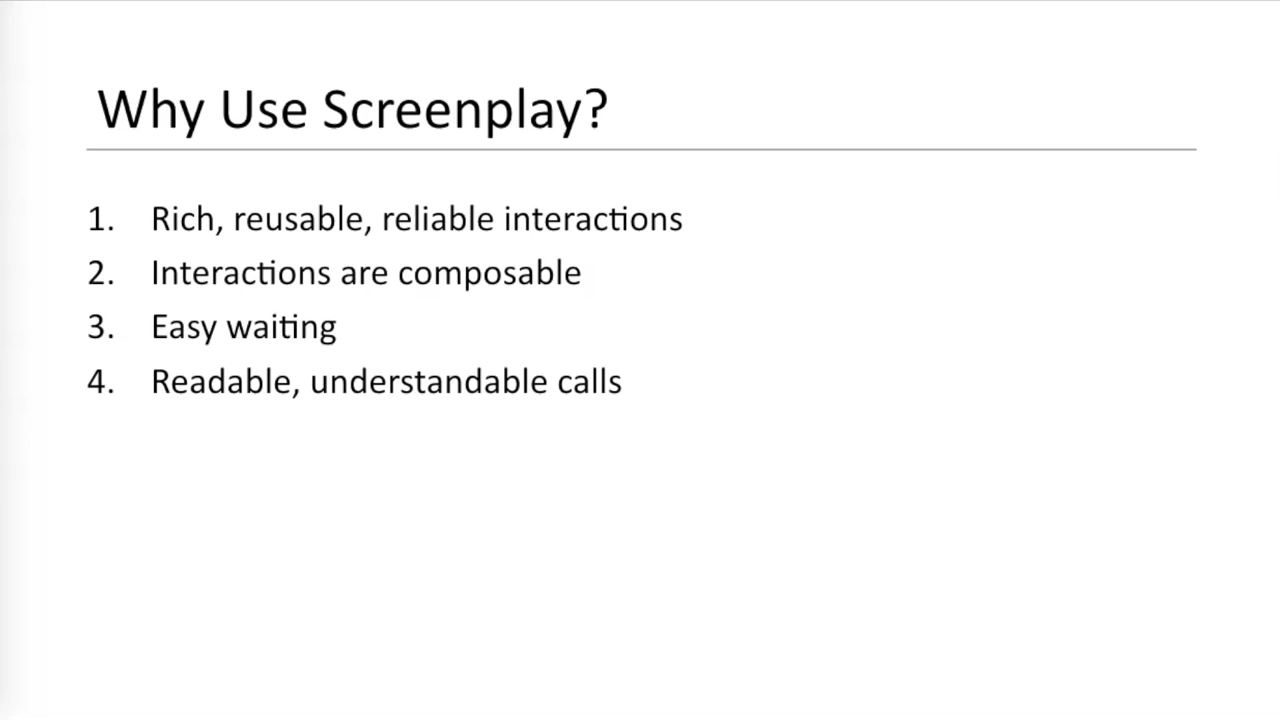 Why Use Screenplay?
1. Rich, reusable, reliable interactions
2. Interactions are composable
3. Easy waiting
4. Readable, understandable calls